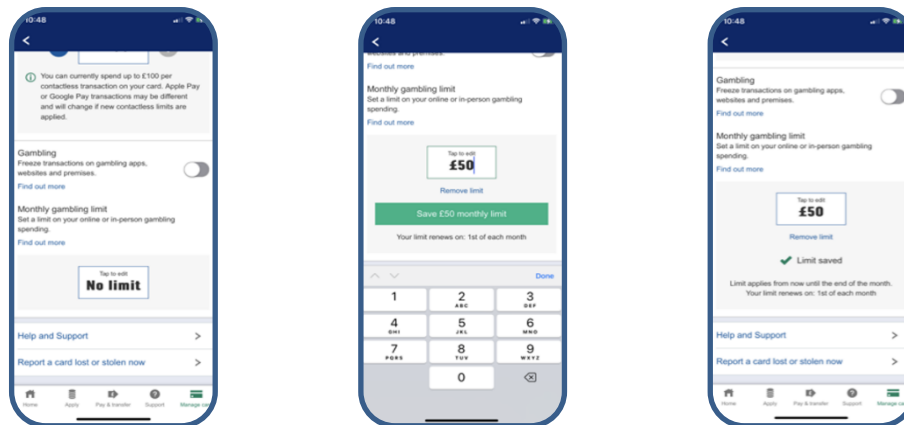 10:48
You can currently spend up to £100 per
contactless transaction on your card. Apple Pay
or Google Pay transactions may be different
and will change if new contactless limits are
applied.
Gambling
Freeze transactions on gambling apps,
websites and premises.
Find out more
Monthly gambling limit
Set a limit on your online or in-person gambling
spending.
Find out more
Tap to edit
No limit
Help and Support
Report a card lost or stolen now
Home Apply Pay & transfer Support Manage car
10:48
websites and premises.
Find out more
Monthly gambling limit
Set a limit on your online or in-person gambling
spending.
Find out more
Tap to edit
£50
Remove limit
Save £50 monthly limit
Your limit renews on: 1st of each month
Done
1 2 3
ABC DEF
4 5 6
GHI JKL MNO
7 8 9
PQRS TUV WXYZ
0
10:48
Gambling
Freeze transactions on gambling apps,
websites and premises.
Find out more
Monthly gambling limit
Set a limit on your online or in-person gambling
spending.
Find out more
Tap to edit
£50
Remove limit
Limit saved
Limit applies from now until the end of the month.
Your limit renews on: 1st of each month
Help and Support
Report a card lost or stolen now
Home Apply Pay & transfer Support Manage car